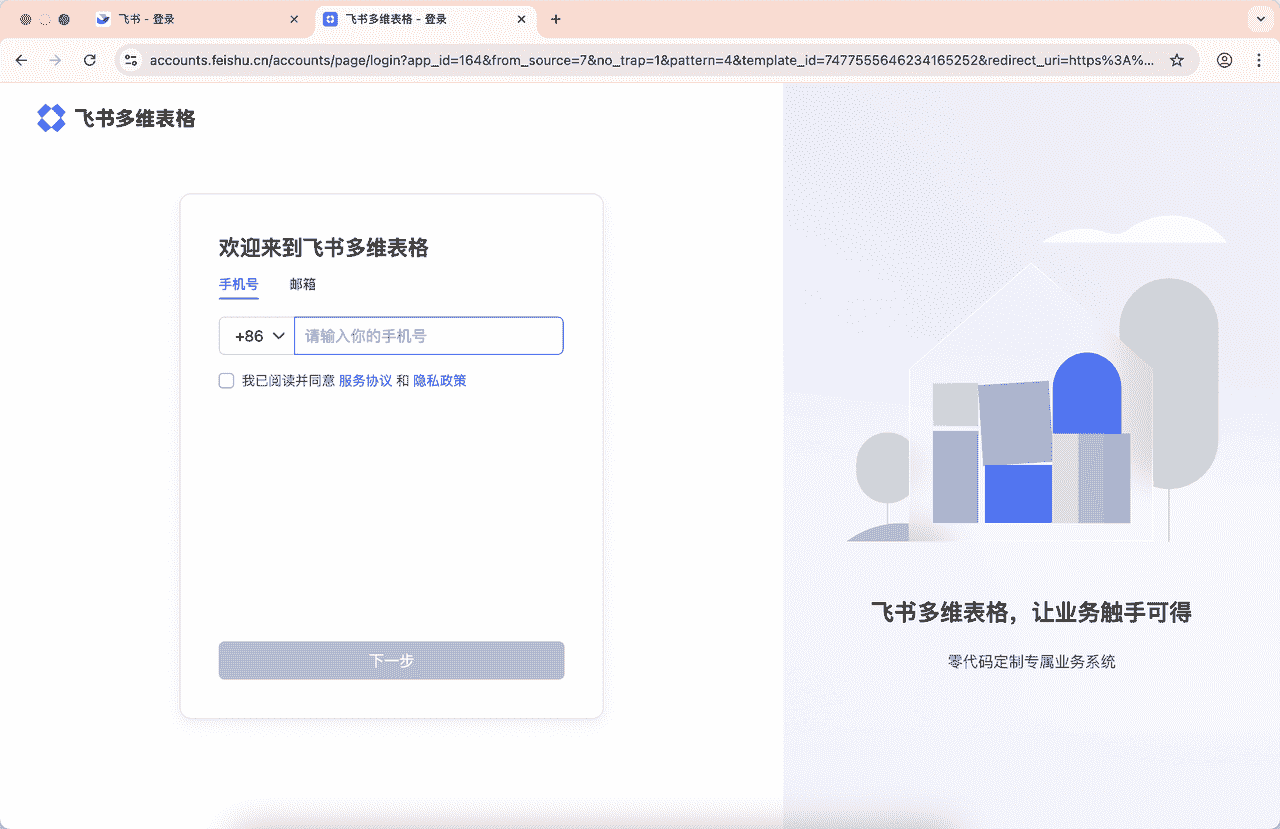 飞书 - 登录
飞书多维表格 - 登录
accounts.feishu.cn/accounts/page/login?app_id=164&from_source=7&no_trap=1&pattern=4&template_id=7477555646234165252&redirect_uri=https%3A%...
飞书多维表格
欢迎来到飞书多维表格
手机号 邮箱
+86 请输入你的手机号
我已阅读并同意 服务协议 和 隐私政策
下一步
飞书多维表格，让业务触手可得
零代码定制专属业务系统